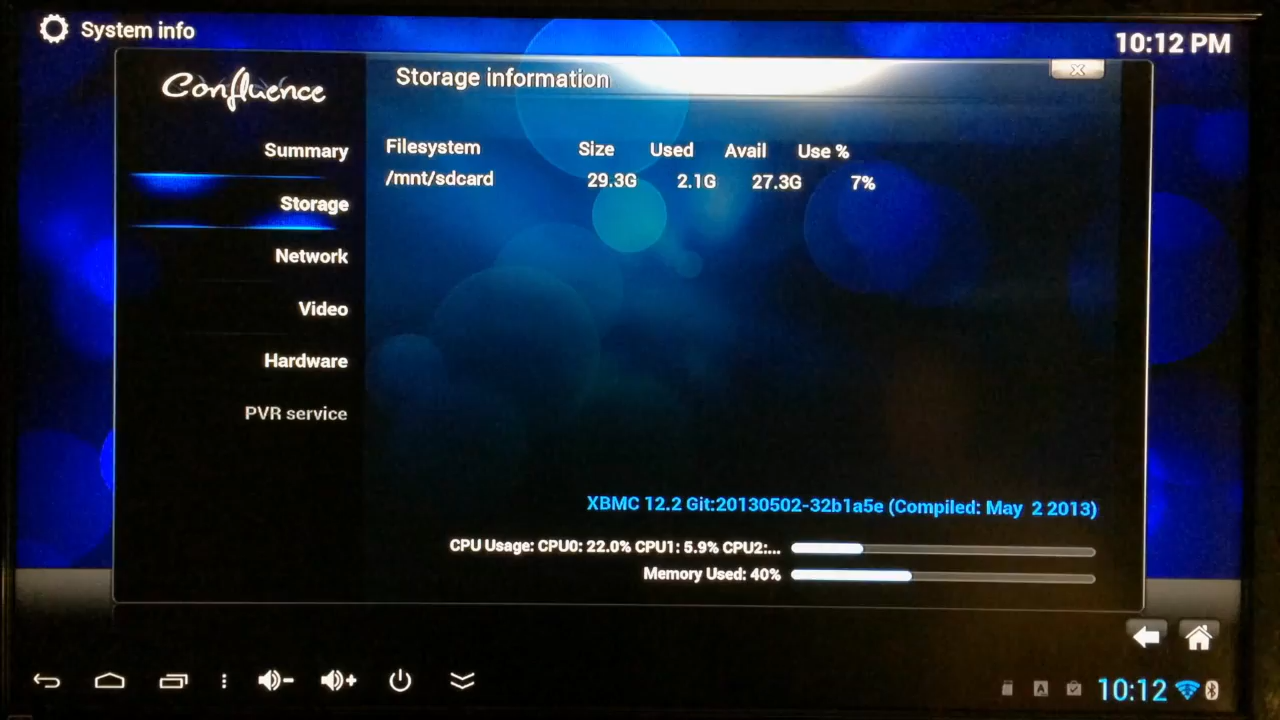 System info
10:12 PM
Confluence
Storage information
Summary
Storage
Network
Video
Hardware
PVR service
Filesystem Size Used Avail Use %
/mnt/sdcard 29.3G 2.1G 27.3G 7%
XBMC 12.2 Git:20130502-32b1a5e (Compiled: May 2 2013)
CPU Usage: CPU0: 22.0% CPU1: 5.9% CPU2:...
Memory Used: 40%
10:12